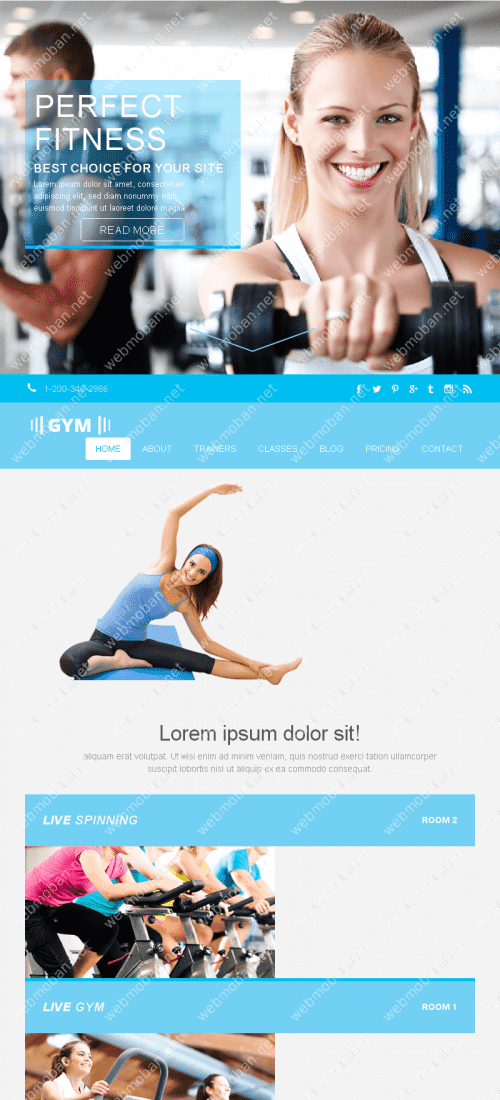 PERFECT
FITNESS
BEST CHOICE FOR YOUR SITE
Lorem ipsum dolor sit amet, consectetuer
adipiscing elit, sed diam nonummy nibh
euismod tincidunt ut laoreet dolore magna
READ MORE
1-200-346-2986
GYM
HOME ABOUT TRAINERS CLASSES BLOG PRICING CONTACT
Lorem ipsum dolor sit!
aliquam erat volutpat. Ut wisi enim ad minim veniam, quis nostrud exerci tation ullamcorper
suscipit lobortis nisl ut aliquip ex ea commodo consequat.
LIVE SPINNING ROOM 2
LIVE GYM ROOM 1
webmoban.net